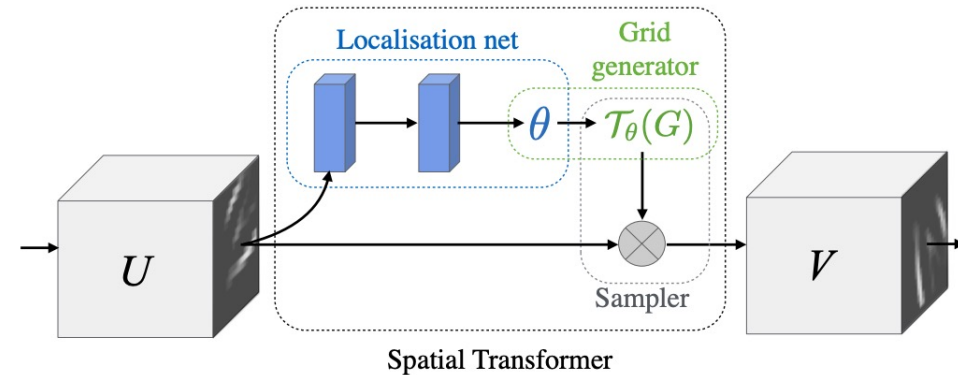 Localisation net
Grid
generator
θ
𝒯θ(G)
U
V
Sampler
Spatial Transformer